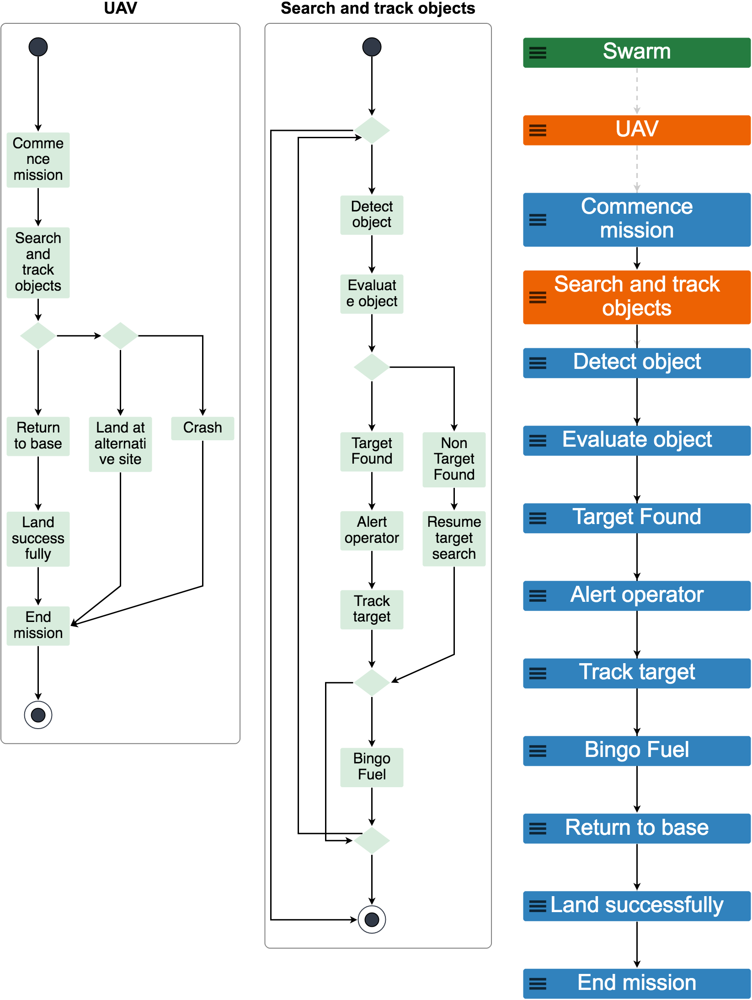 UAV
Comme
nce
mission
Search
and
track
objects
Return
to base
Land at
alternati
ve site
Crash
Land
success
fully
End
mission
Search and track objects
Detect
object
Evaluat
e object
Target
Found
Non
Target
Found
Alert
operator
Resume
target
search
Track
target
Bingo
Fuel
Swarm
UAV
Commence
mission
Search and track
objects
Detect object
Evaluate object
Target Found
Alert operator
Track target
Bingo Fuel
Return to base
Land successfully
End mission